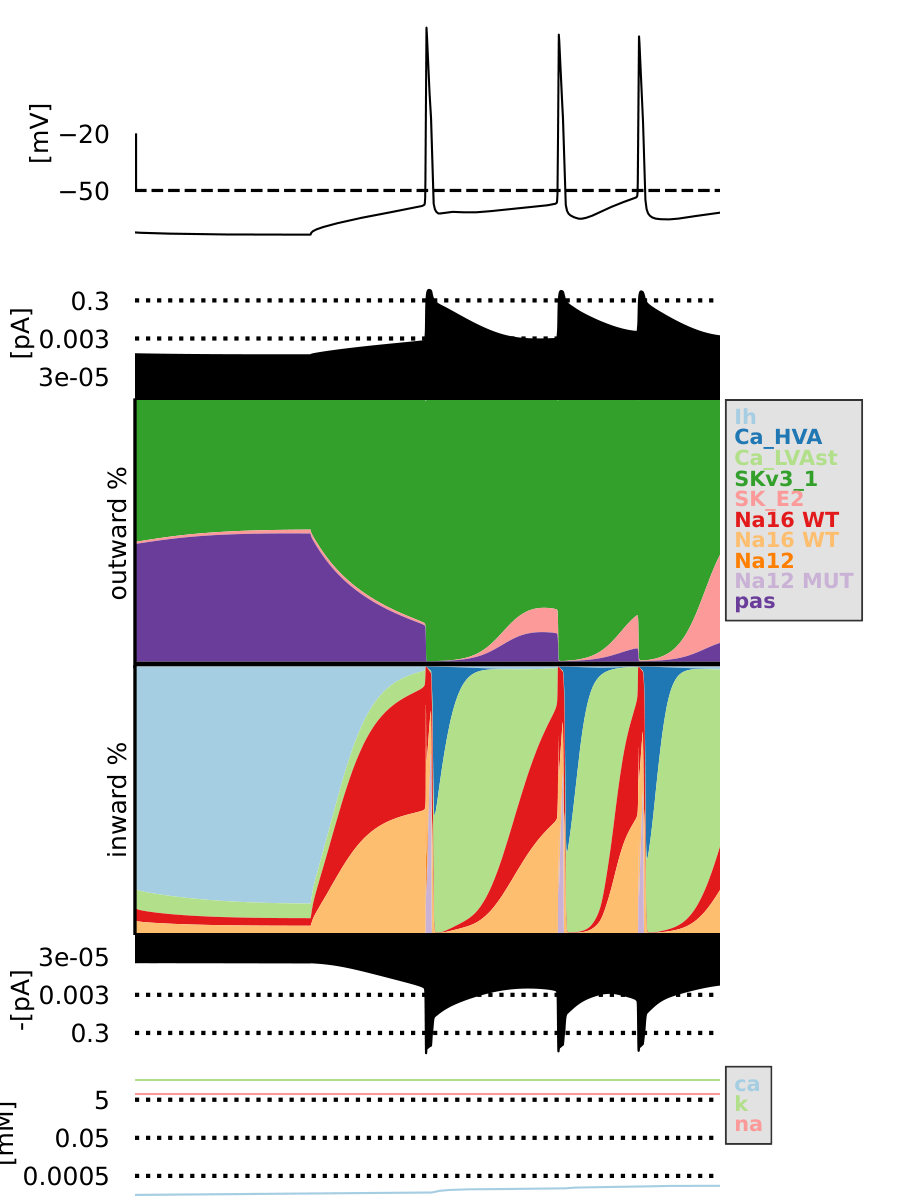 [mV]
−20
−50
[pA]
0.3
0.003
3e-05
outward %
Ih
Ca_HVA
Ca_LVAst
SKv3_1
SK_E2
Na16 WT
Na16 WT
Na12
Na12 MUT
pas
inward %
-[pA]
3e-05
0.003
0.3
[mM]
5
0.05
0.0005
ca
k
na